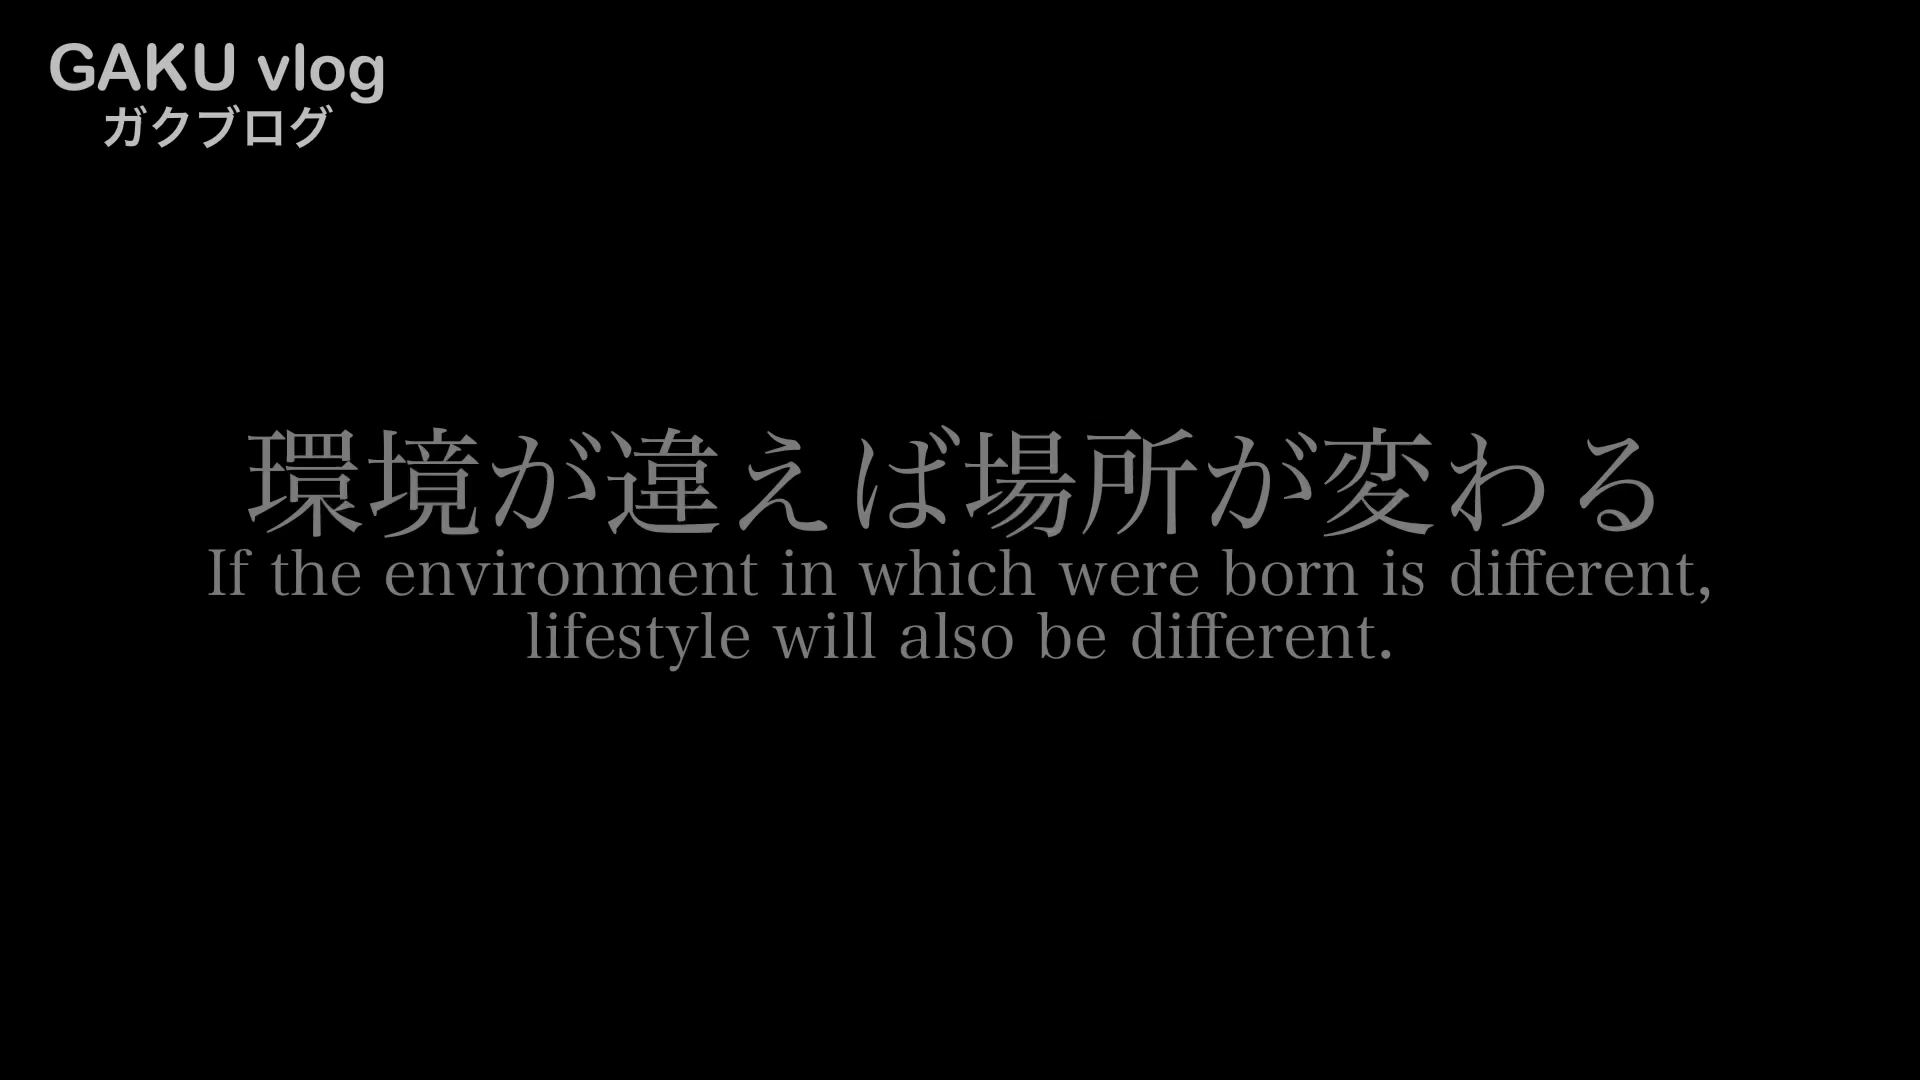 GAKU vlog
ガクブログ
環境が違えば場所が変わる
If the environment in which were born is different,
lifestyle will also be different.